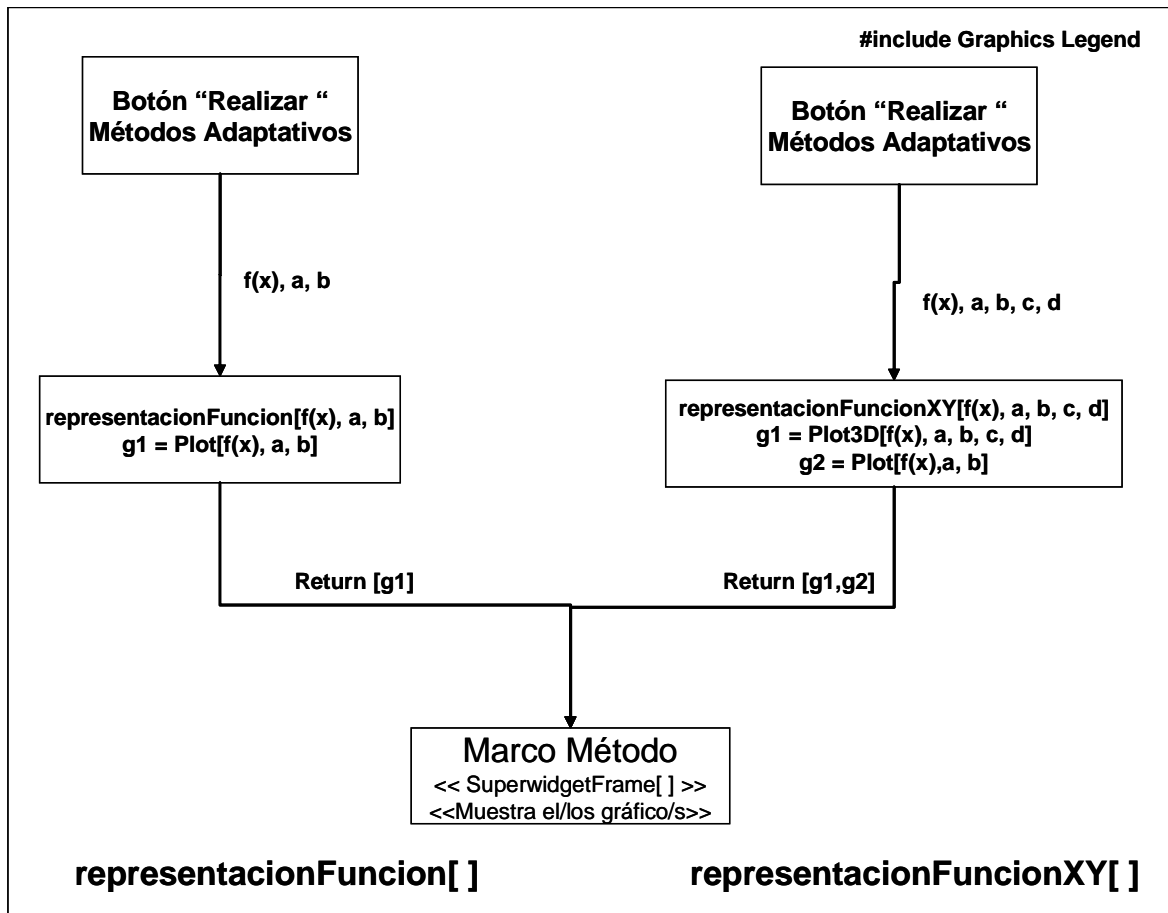 #include Graphics Legend
Botón “Realizar “
Métodos Adaptativos
Botón “Realizar “
Métodos Adaptativos
f(x), a, b
f(x), a, b, c, d
representacionFuncion[f(x), a, b]
g1 = Plot[f(x), a, b]
representacionFuncionXY[f(x), a, b, c, d]
g1 = Plot3D[f(x), a, b, c, d]
g2 = Plot[f(x),a, b]
Return [g1]
Return [g1,g2]
Marco Método
<< SuperwidgetFrame[ ] >>
<<Muestra el/los gráfico/s>>
representacionFuncion[ ]
representacionFuncionXY[ ]